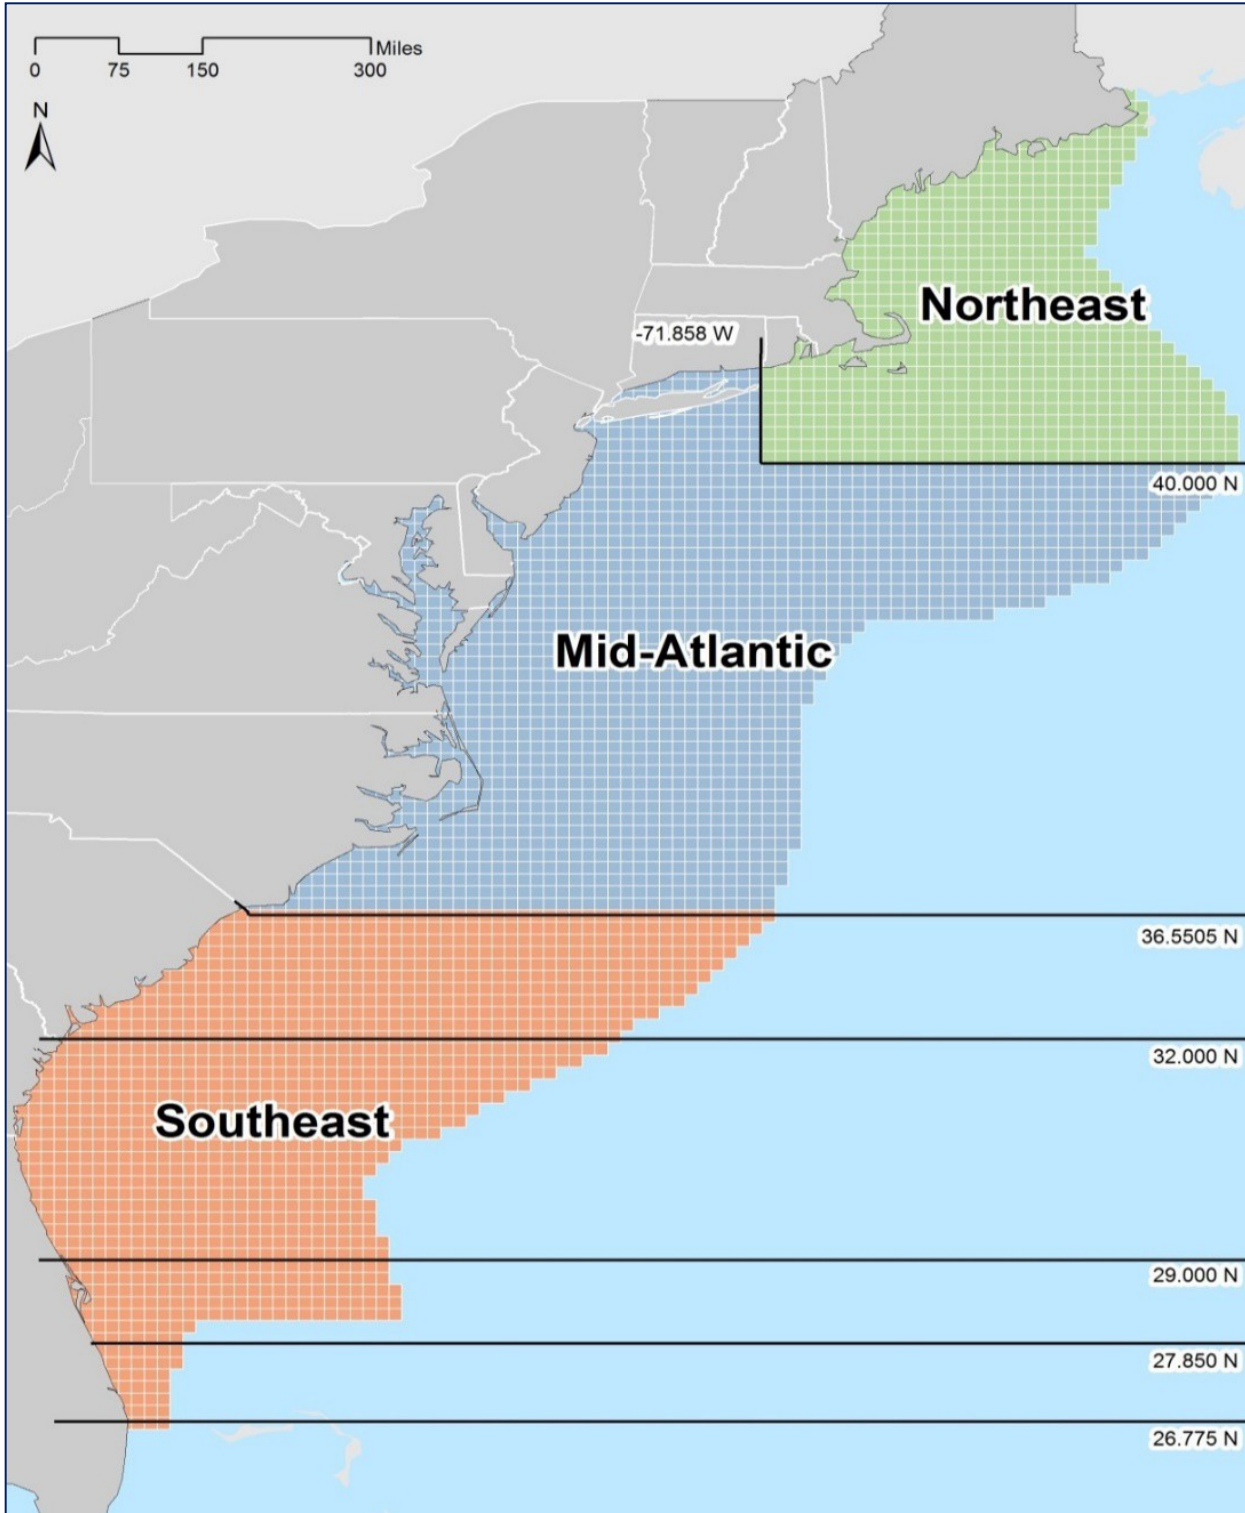 Miles
0 75 150 300
N
Northeast
-71.858 W
40.000 N
Mid-Atlantic
36.5505 N
32.000 N
Southeast
29.000 N
27.850 N
26.775 N